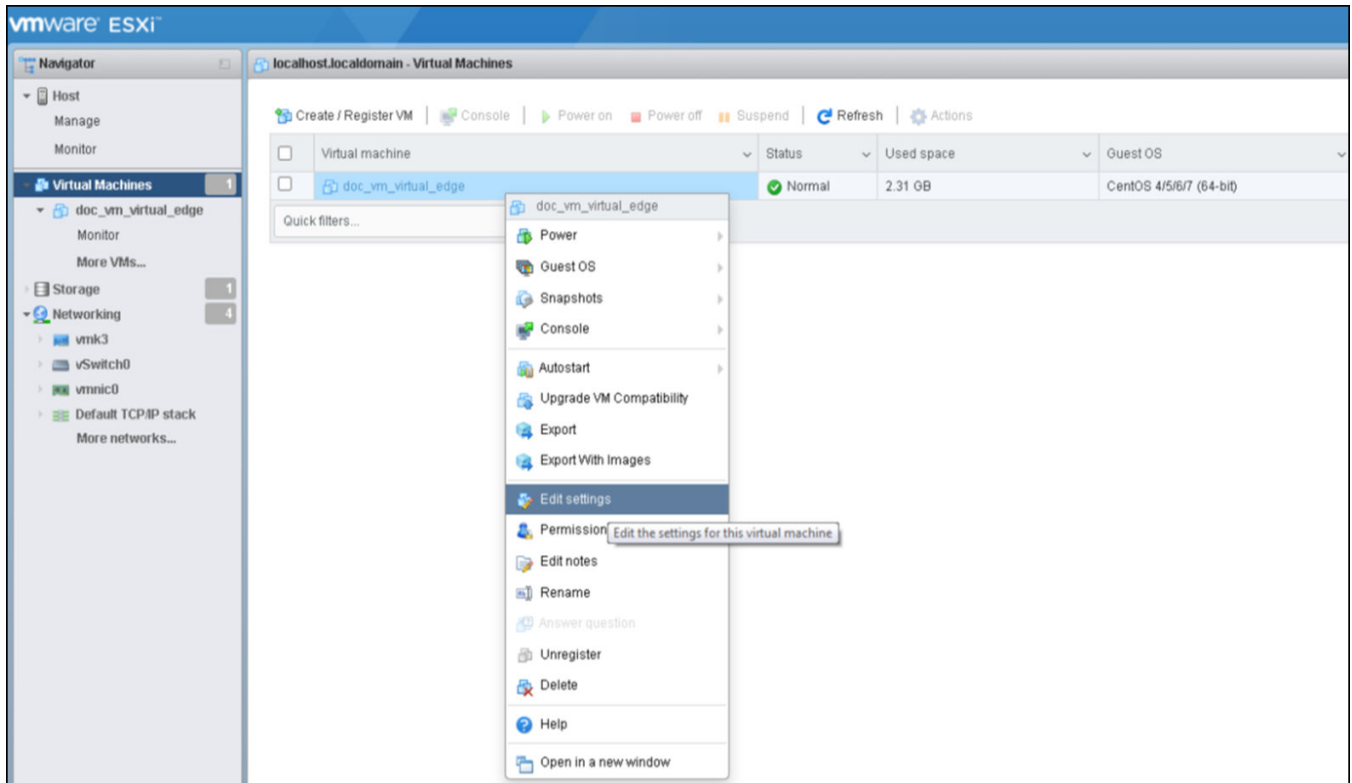 vmware ESXi™
Navigator
Host
Manage
Monitor
Virtual Machines 1
doc_vm_virtual_edge
Monitor
More VMs...
Storage 1
Networking 4
vmk3
vSwitch0
vmnic0
Default TCP/IP stack
More networks...
localhost.localdomain - Virtual Machines
Create / Register VM | Console | Power on Power off Suspend | Refresh | Actions
Virtual machine Status Used space Guest OS
doc_vm_virtual_edge Normal 2.31 GB CentOS 4/5/6/7 (64-bit)
Quick filters...
doc_vm_virtual_edge
Power
Guest OS
Snapshots
Console
Autostart
Upgrade VM Compatibility
Export
Export With Images
Edit settings
Permission
Edit the settings for this virtual machine
Edit notes
Rename
Answer question
Unregister
Delete
Help
Open in a new window